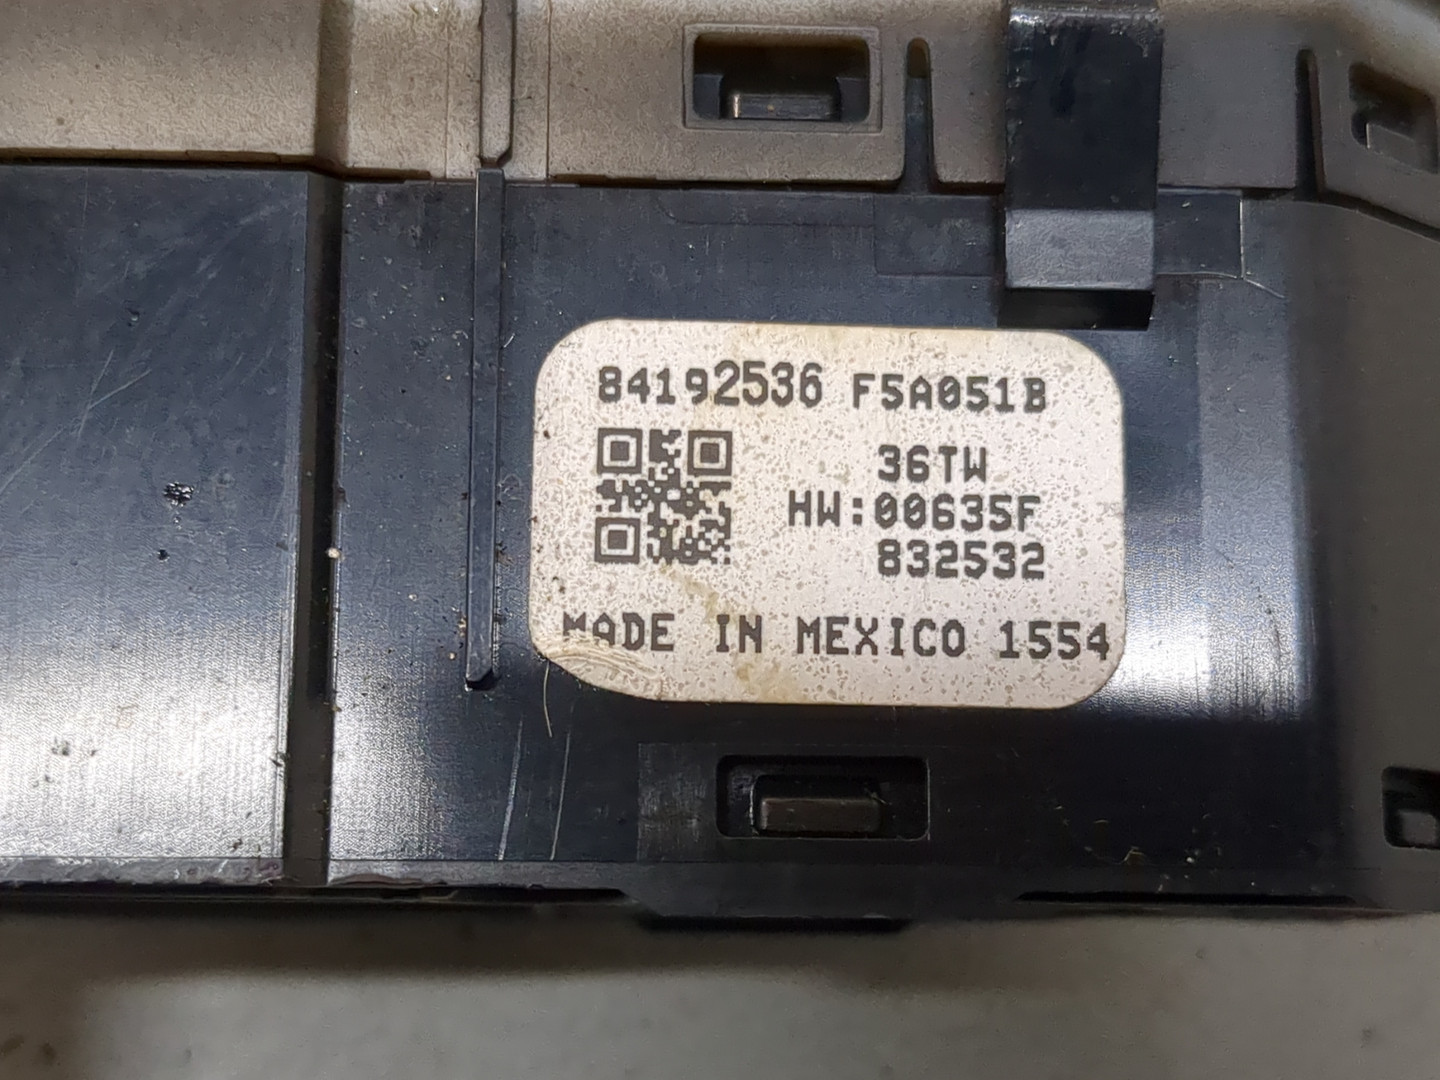 84192536 F5A051B
36TW
HW:00635F
832532
MADE IN MEXICO 1554